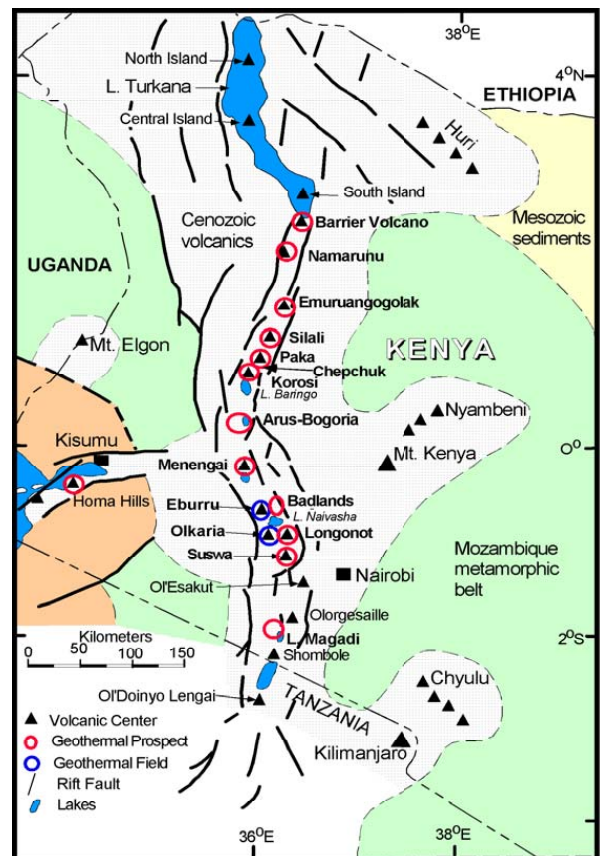 38°E
North Island
4°N
L. Turkana
ETHIOPIA
Central Island
Huri
South Island
Cenozoic
volcanics
Barrier Volcano
Mesozoic
sediments
Namarunu
UGANDA
Emuruangogolak
Silali
Mt. Elgon
KENYA
Paka
Chepchuk
Korosi
L. Baringo
Nyambeni
Arus-Bogoria
Kisumu
0°
Menengai
Mt. Kenya
Homa Hills
Eburru
Badlands
L. Naivasha
Olkaria
Longonot
Suswa
Mozambique
metamorphic
belt
Nairobi
Ol'Esakut
Olorgesaille
Kilometers
L. Magadi
2°S
0 50 100 150
Shombole
Chyulu
Ol'Doinyo Lengai
TANZANIA
Volcanic Center
Geothermal Prospect
Kilimanjaro
Geothermal Field
Rift Fault
Lakes
36°E
38°E